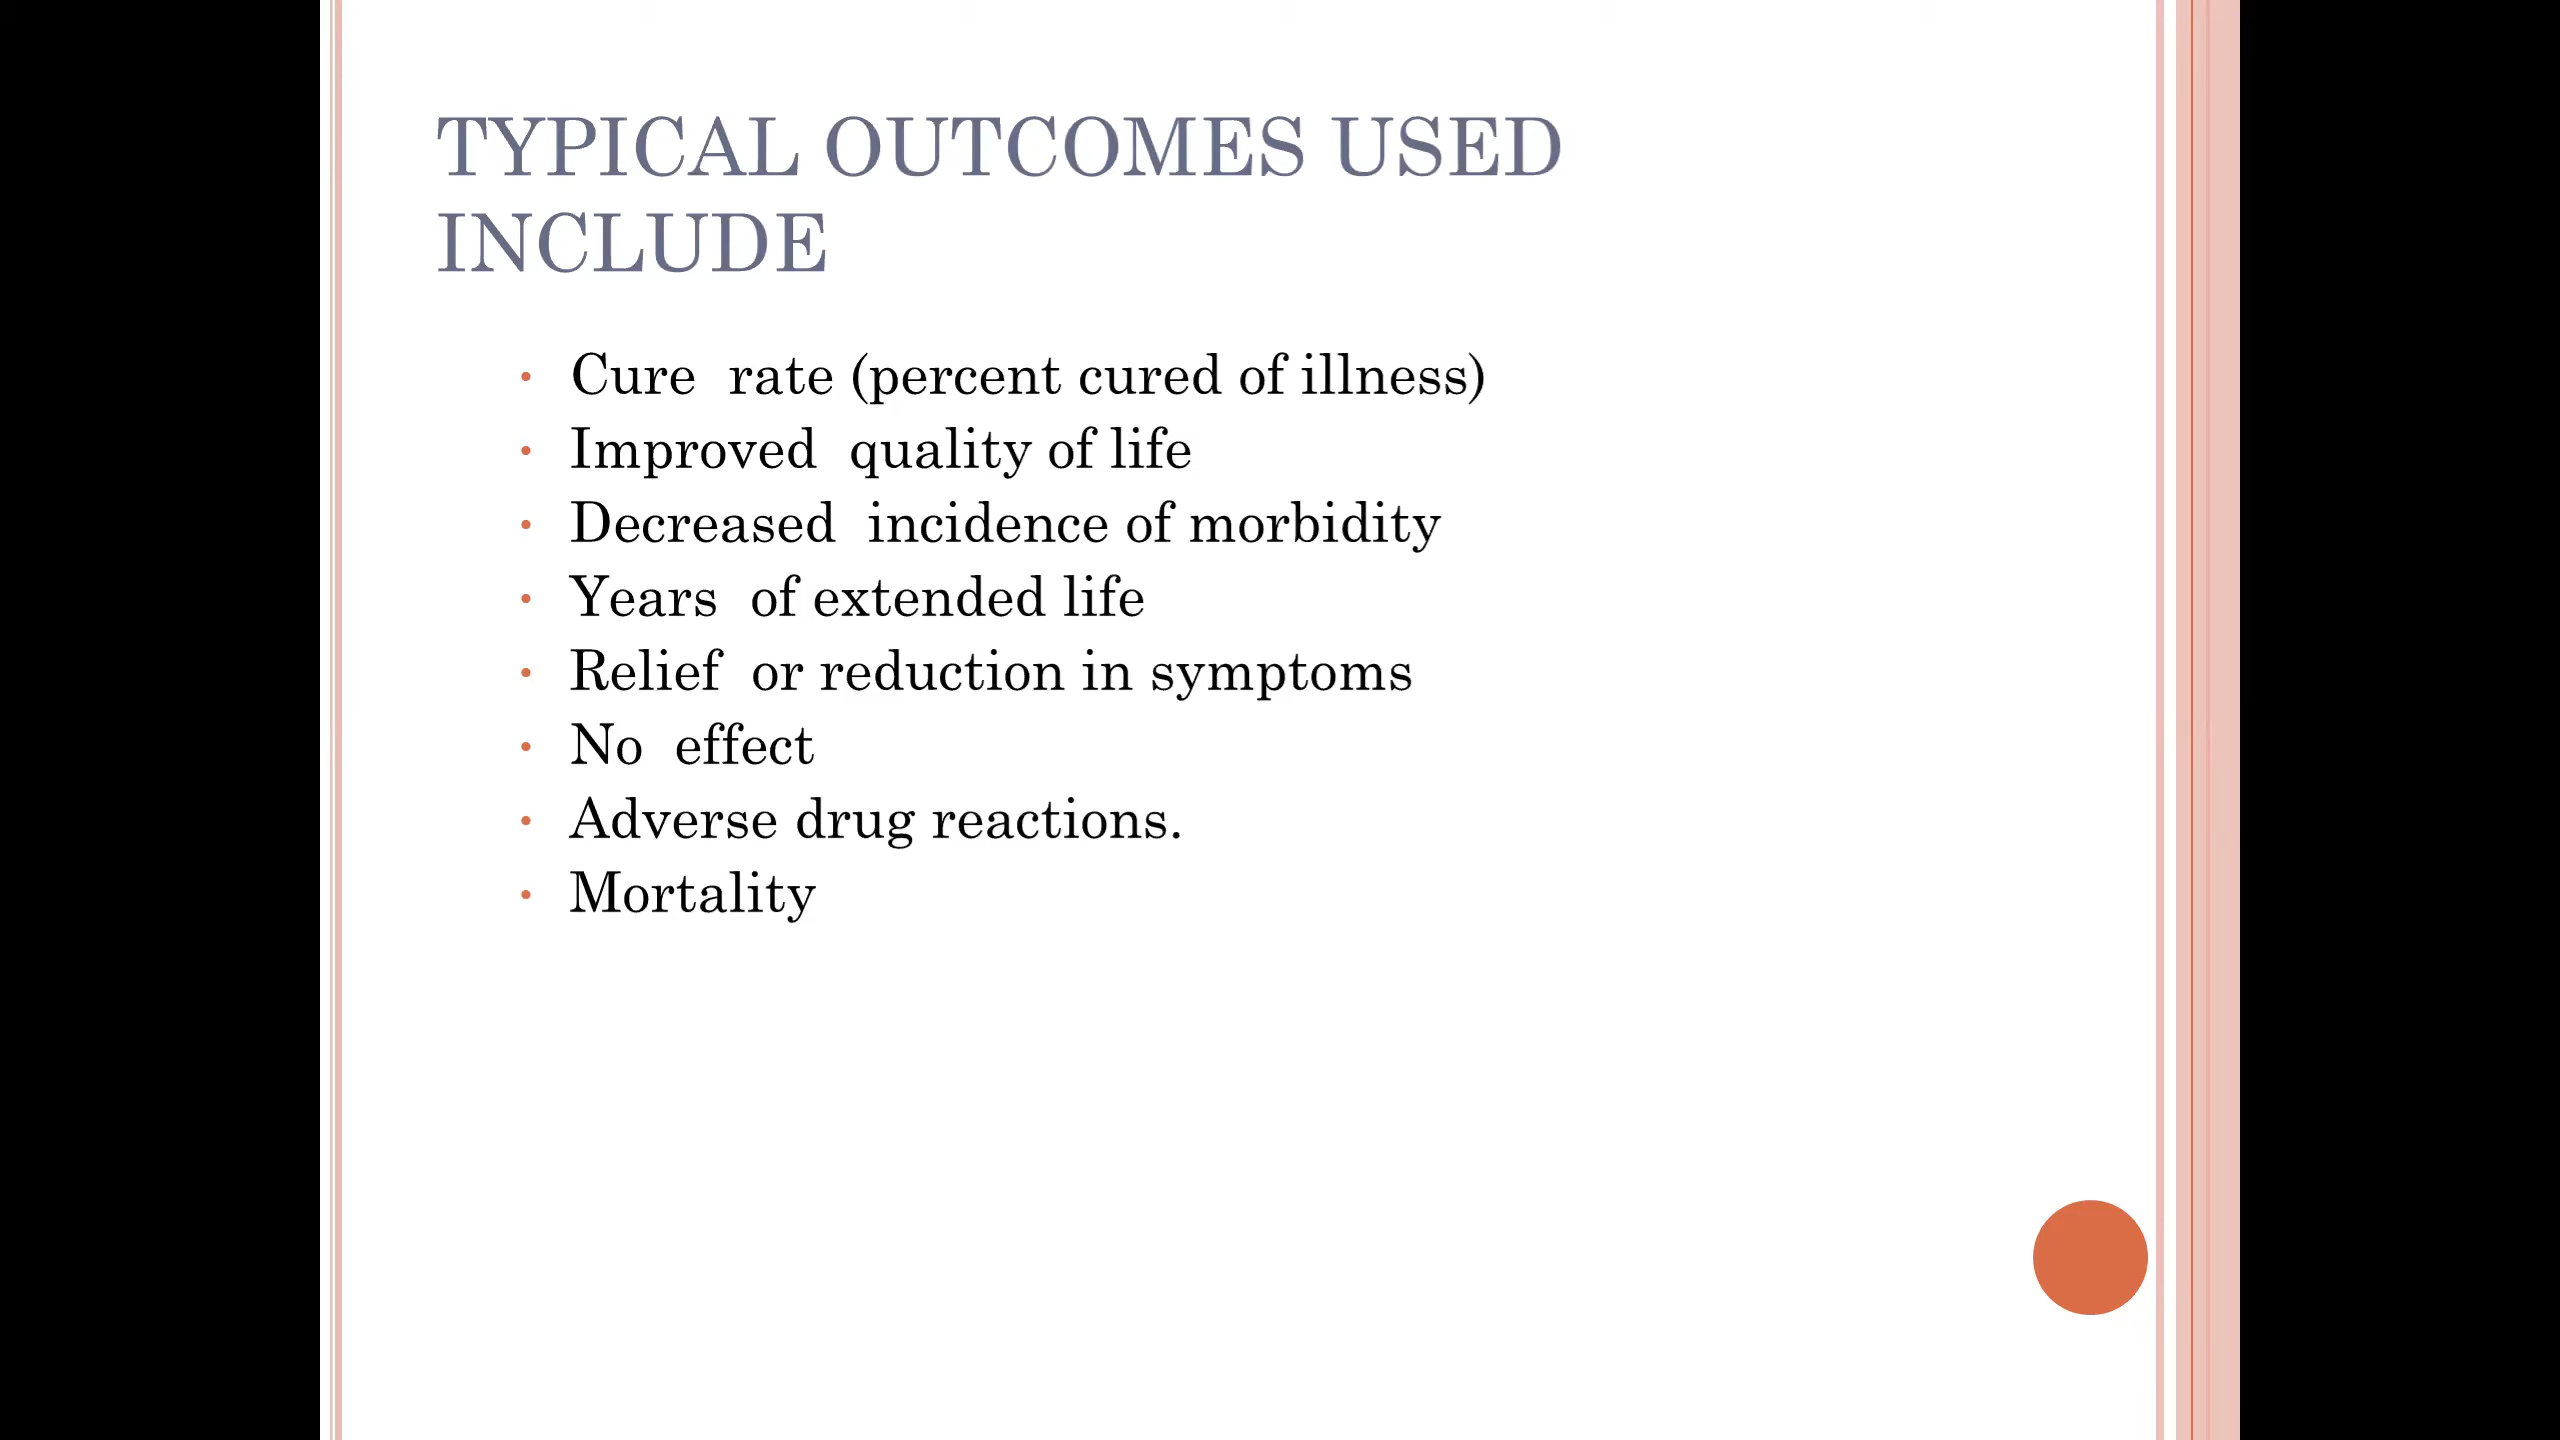 TYPICAL OUTCOMES USED
INCLUDE
• Cure  rate (percent cured of illness)
• Improved  quality of life
• Decreased  incidence of morbidity
• Years  of extended life
• Relief  or reduction in symptoms
• No  effect
• Adverse drug reactions.
• Mortality